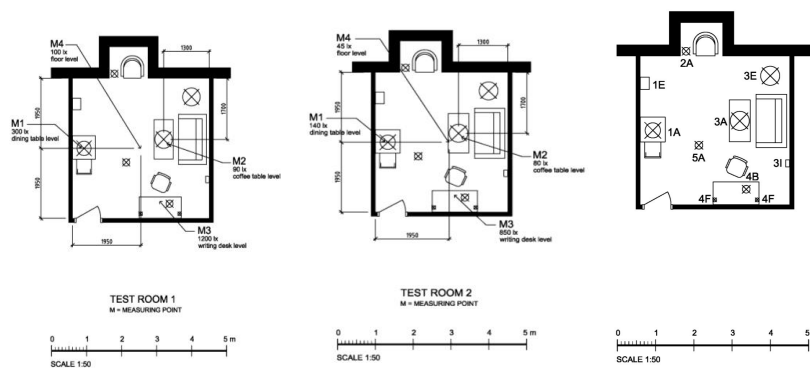 M4
100 lx
floor level
1300
1950
1700
M1
300 lx
dining table level
M2
90 lx
coffee table level
1950
1950
M3
1200 lx
writing desk level
TEST ROOM 1
M = MEASURING POINT
0 1 2 3 4 5 m
SCALE 1:50
M4
45 lx
floor level
1300
1950
1700
M1
140 lx
dining table level
M2
80 lx
coffee table level
1950
1950
M3
850 lx
writing desk level
TEST ROOM 2
M = MEASURING POINT
0 1 2 3 4 5 m
SCALE 1:50
2A
1E
3E
1A
3A
5A
3I
4B
4F
4F
0 1 2 3 4 5
SCALE 1:50